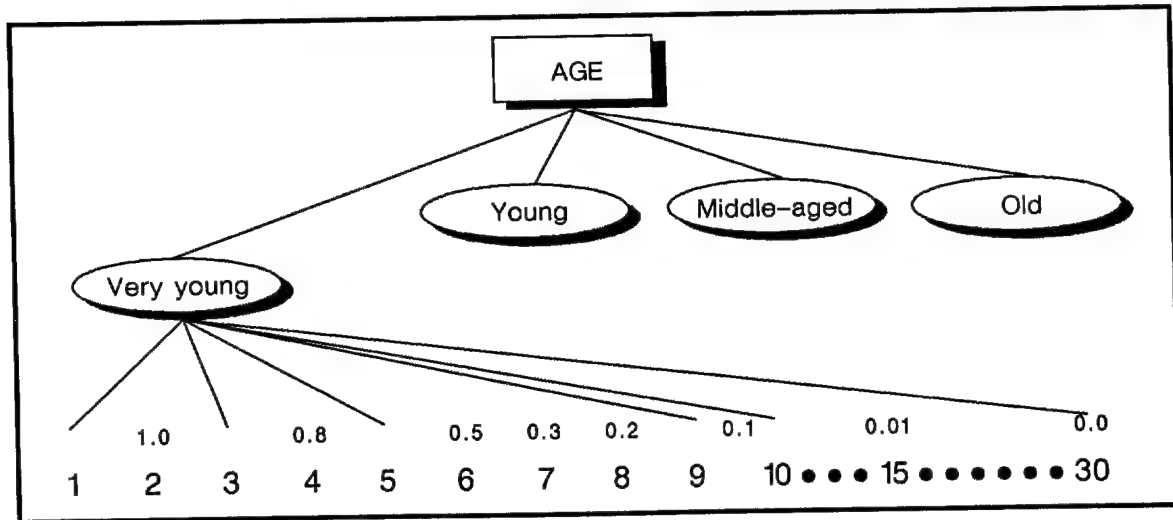 AGE
Young Middle-aged Old
Very young
1.0 0.8 0.5 0.3 0.2 0.1 0.01 0.0
1 2 3 4 5 6 7 8 9 10 ● ● ● 15 ● ● ● ● ● ● ● 30